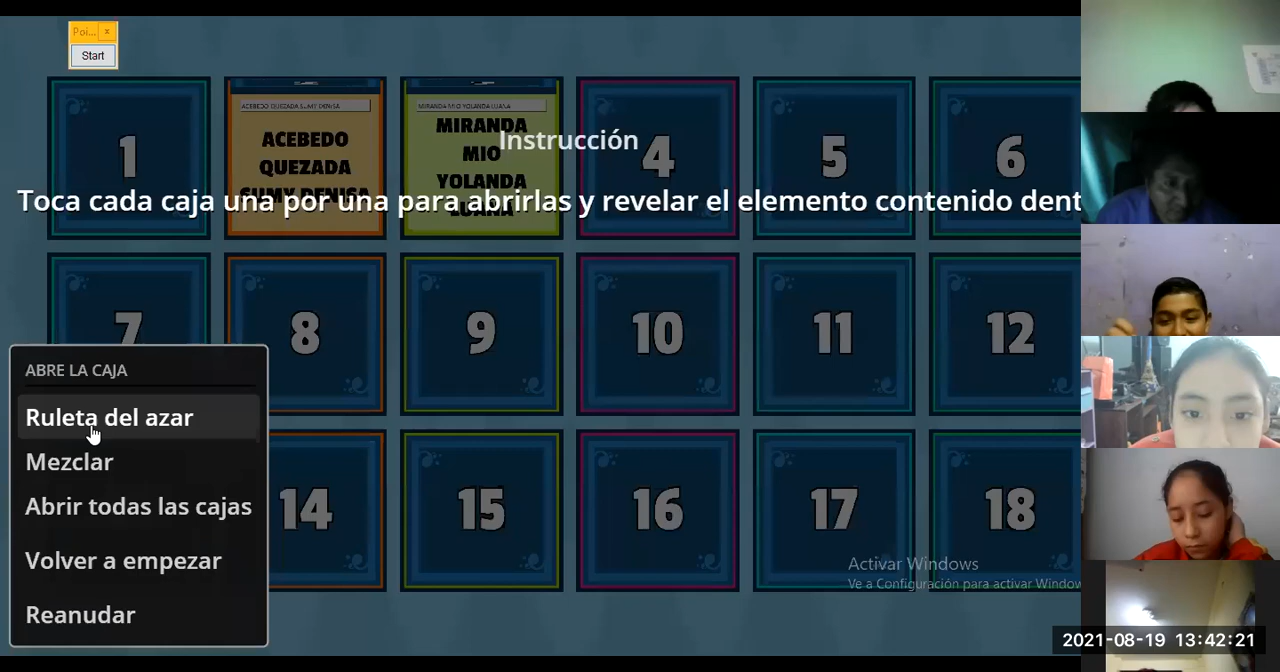 Poi... x
Start
1
ACEBEDO QUEZADA SUMY DENISA
ACEBEDO
QUEZADA
SUMY DENISA
MIRANDA MIO YOLANDA LUANA
MIRANDA
MIO
YOLANDA
LUANA
4
5
6
Instrucción
Toca cada caja una por una para abrirlas y revelar el elemento contenido dent
7
8
9
10
11
12
ABRE LA CAJA
Ruleta del azar
Mezclar
Abrir todas las cajas
Volver a empezar
Reanudar
14
15
16
17
18
Activar Windows
Ve a Configuración para activar Window
2021-08-19 13:42:21